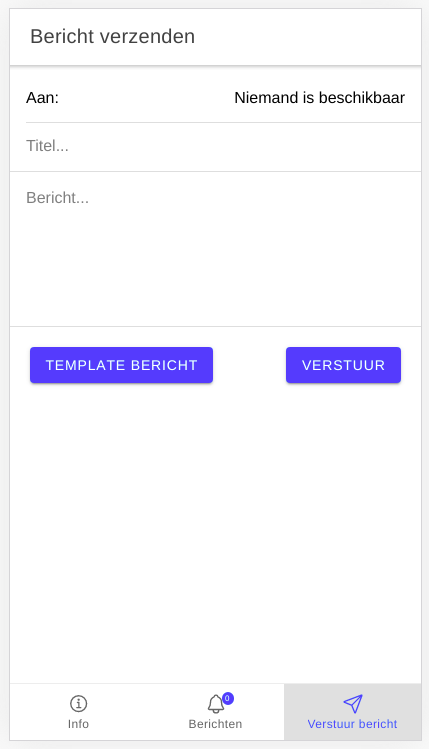 Bericht verzenden
Aan: Niemand is beschikbaar
Titel...
Bericht...
TEMPLATE BERICHT VERSTUUR
0
Info Berichten Verstuur bericht